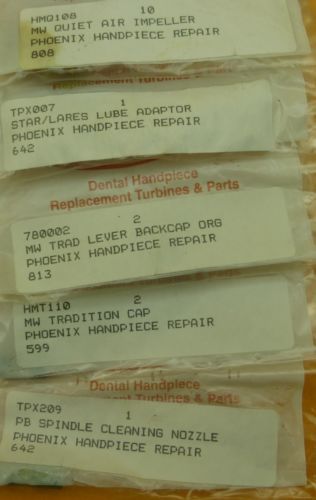 HMQ108 10
MW QUIET AIR IMPELLER
PHOENIX HANDPIECE REPAIR
808
TPX007 1
STAR/LARES LUBE ADAPTOR
PHOENIX HANDPIECE REPAIR
642
Dental Handpiece
Replacement Turbines & Parts
780002 2
MW TRAD LEVER BACKCAP ORG
PHOENIX HANDPIECE REPAIR
813
HMT110 2
MW TRADITION CAP
PHOENIX HANDPIECE REPAIR
599
Dental Handpiece
Replacement Turbines & Parts
TPX209 1
PB SPINDLE CLEANING NOZZLE
PHOENIX HANDPIECE REPAIR
642